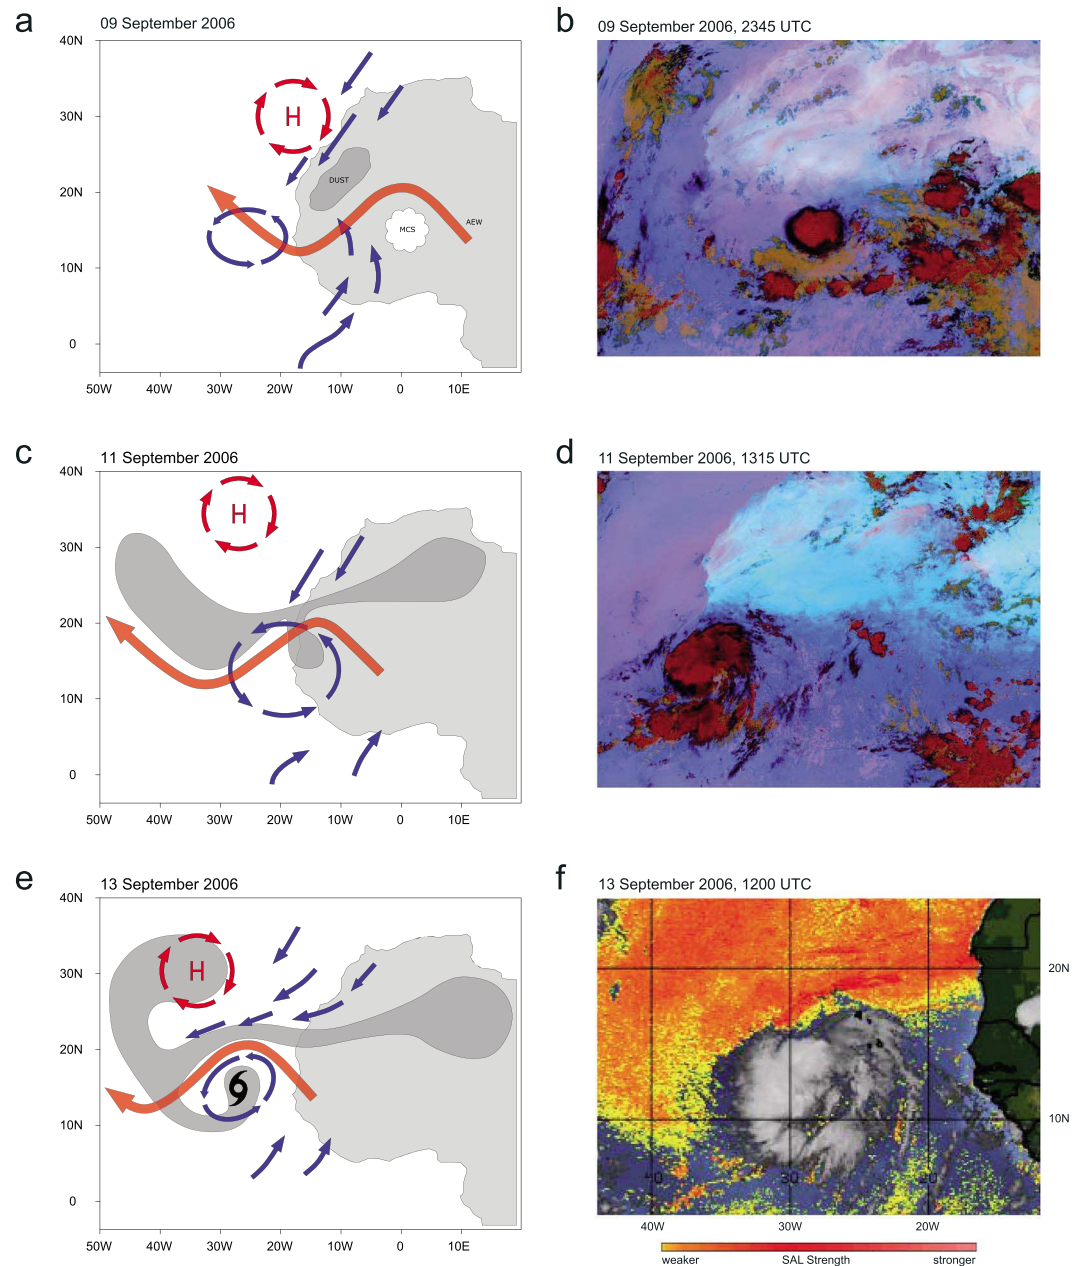 a
09 September 2006
40N
30N
20N
10N
0
50W 40W 30W 20W 10W 0 10E
H
DUST
MCS
AEW
b
09 September 2006, 2345 UTC
c
11 September 2006
40N
30N
20N
10N
0
50W 40W 30W 20W 10W 0 10E
H
d
11 September 2006, 1315 UTC
e
13 September 2006
40N
30N
20N
10N
0
50W 40W 30W 20W 10W 0 10E
H
f
13 September 2006, 1200 UTC
20N
10N
40 30 20
40W 30W 20W
weaker SAL Strength stronger